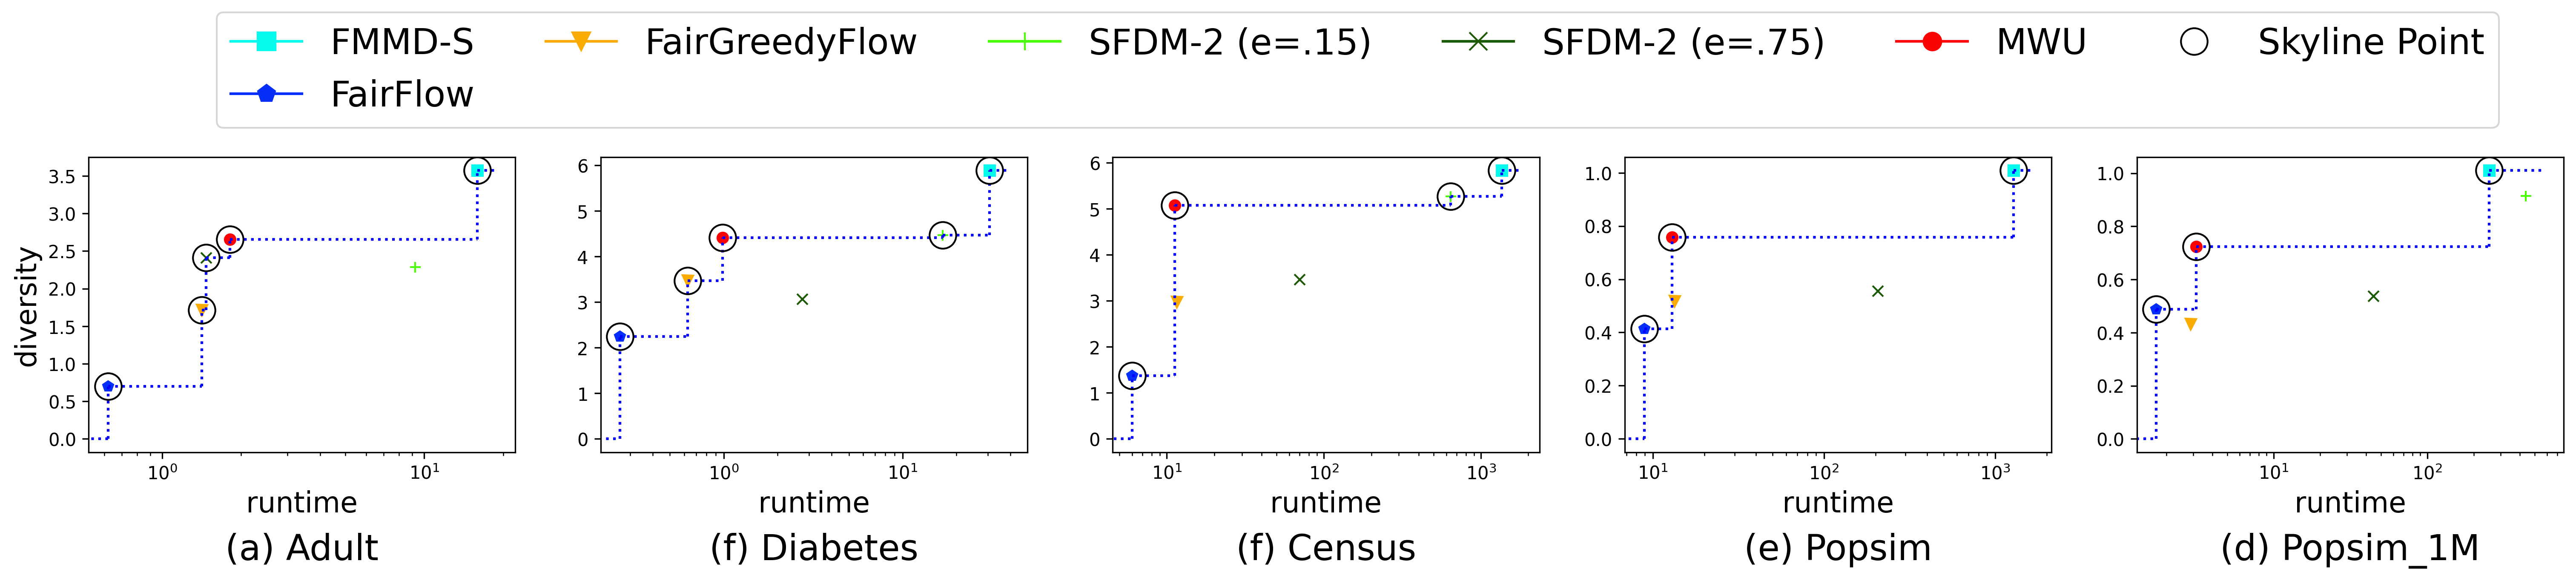 FMMD-S FairGreedyFlow SFDM-2 (e=.15) SFDM-2 (e=.75) MWU Skyline Point
FairFlow
diversity
3.5
3.0
2.5
2.0
1.5
1.0
0.5
0.0
10⁰ 10¹
runtime
(a) Adult
6
5
4
3
2
1
0
10⁰ 10¹
runtime
(f) Diabetes
6
5
4
3
2
1
0
10¹ 10² 10³
runtime
(f) Census
1.0
0.8
0.6
0.4
0.2
0.0
10¹ 10² 10³
runtime
(e) Popsim
1.0
0.8
0.6
0.4
0.2
0.0
10¹ 10²
runtime
(d) Popsim_1M